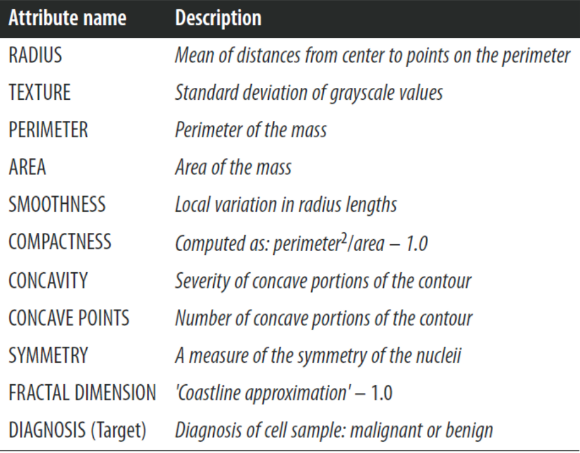 Attribute name Description
RADIUS Mean of distances from center to points on the perimeter
TEXTURE Standard deviation of grayscale values
PERIMETER Perimeter of the mass
AREA Area of the mass
SMOOTHNESS Local variation in radius lengths
COMPACTNESS Computed as: perimeter²/area – 1.0
CONCAVITY Severity of concave portions of the contour
CONCAVE POINTS Number of concave portions of the contour
SYMMETRY A measure of the symmetry of the nucleii
FRACTAL DIMENSION 'Coastline approximation' – 1.0
DIAGNOSIS (Target) Diagnosis of cell sample: malignant or benign